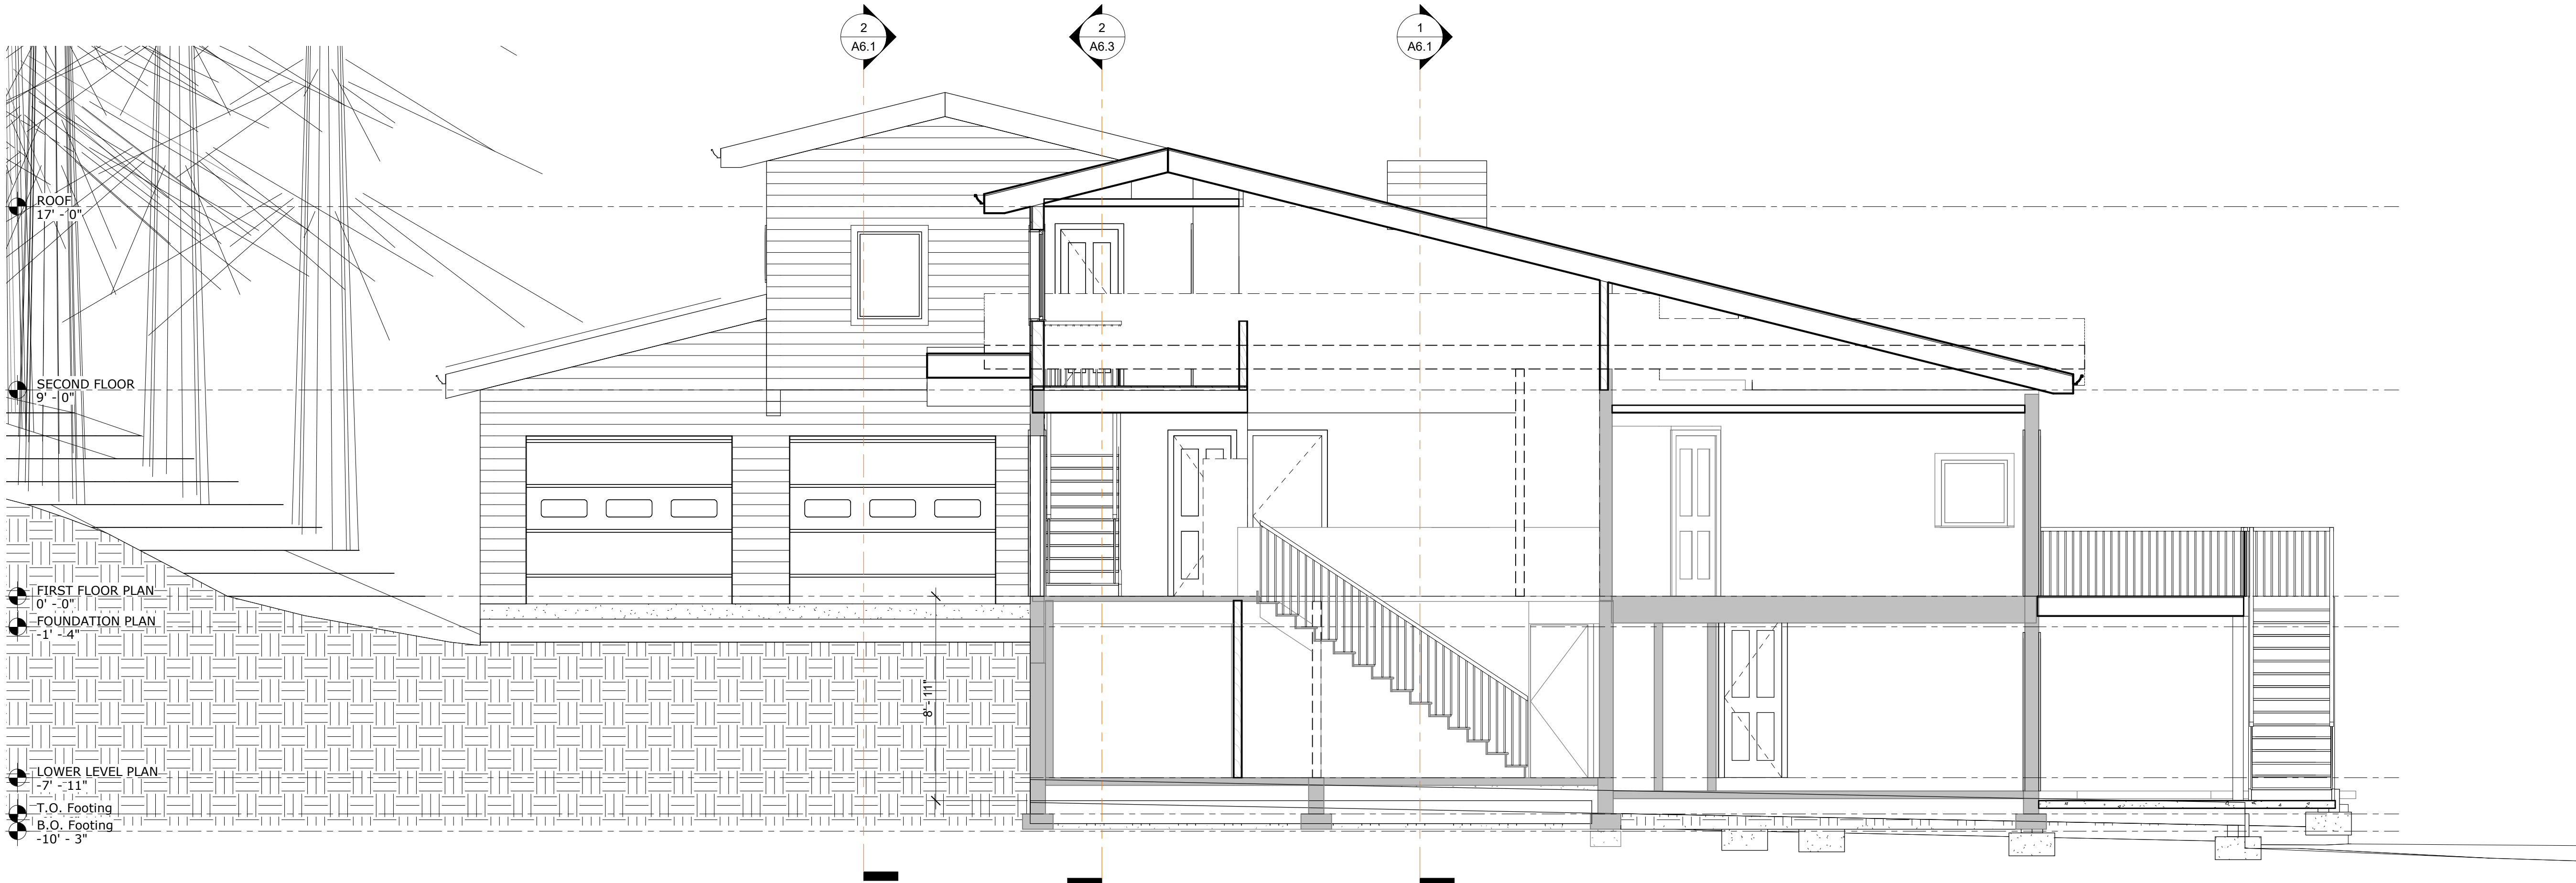 2
A6.1
2
A6.3
1
A6.1
ROOF
17' - 0"
SECOND FLOOR
9' - 0"
FIRST FLOOR PLAN
0' - 0"
FOUNDATION PLAN
-1' - 4"
8' - 11"
LOWER LEVEL PLAN
-7' - 11"
T.O. Footing
B.O. Footing
-10' - 3"